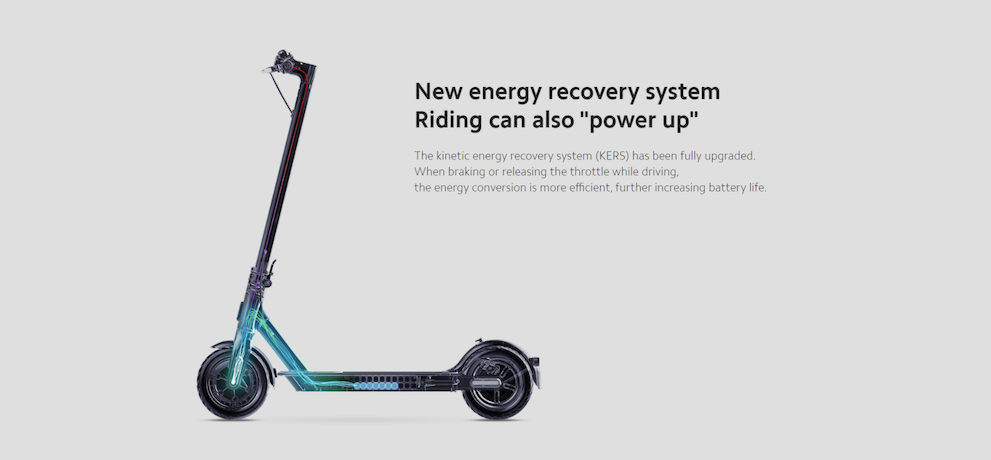 New energy recovery system
Riding can also "power up"
The kinetic energy recovery system (KERS) has been fully upgraded.
When braking or releasing the throttle while driving,
the energy conversion is more efficient, further increasing battery life.